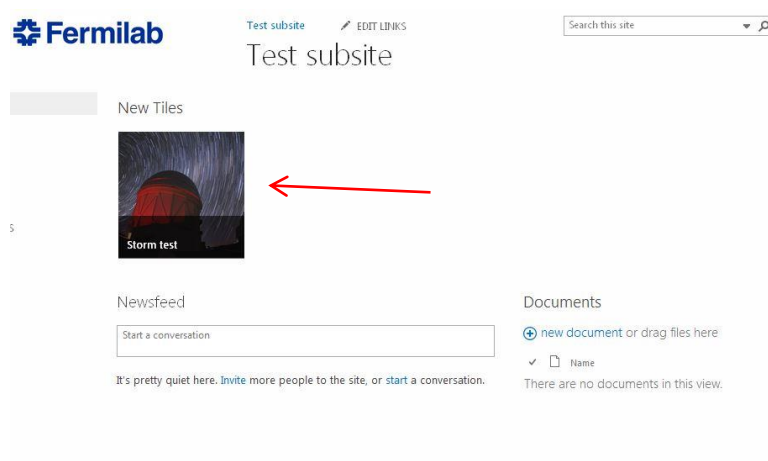 Fermilab
Test subsite EDIT LINKS
Search this site
Test subsite
New Tiles
s
Storm test
Newsfeed
Documents
Start a conversation
new document or drag files here
Name
It's pretty quiet here. Invite more people to the site, or start a conversation.
There are no documents in this view.